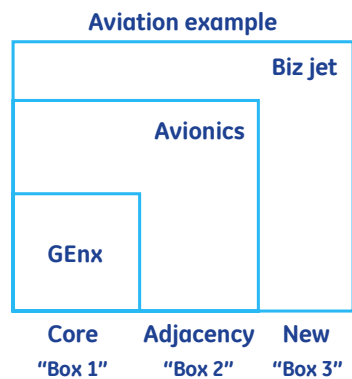 Aviation example
Biz jet
Avionics
GEnx
Core Adjacency New
“Box 1” “Box 2” “Box 3”